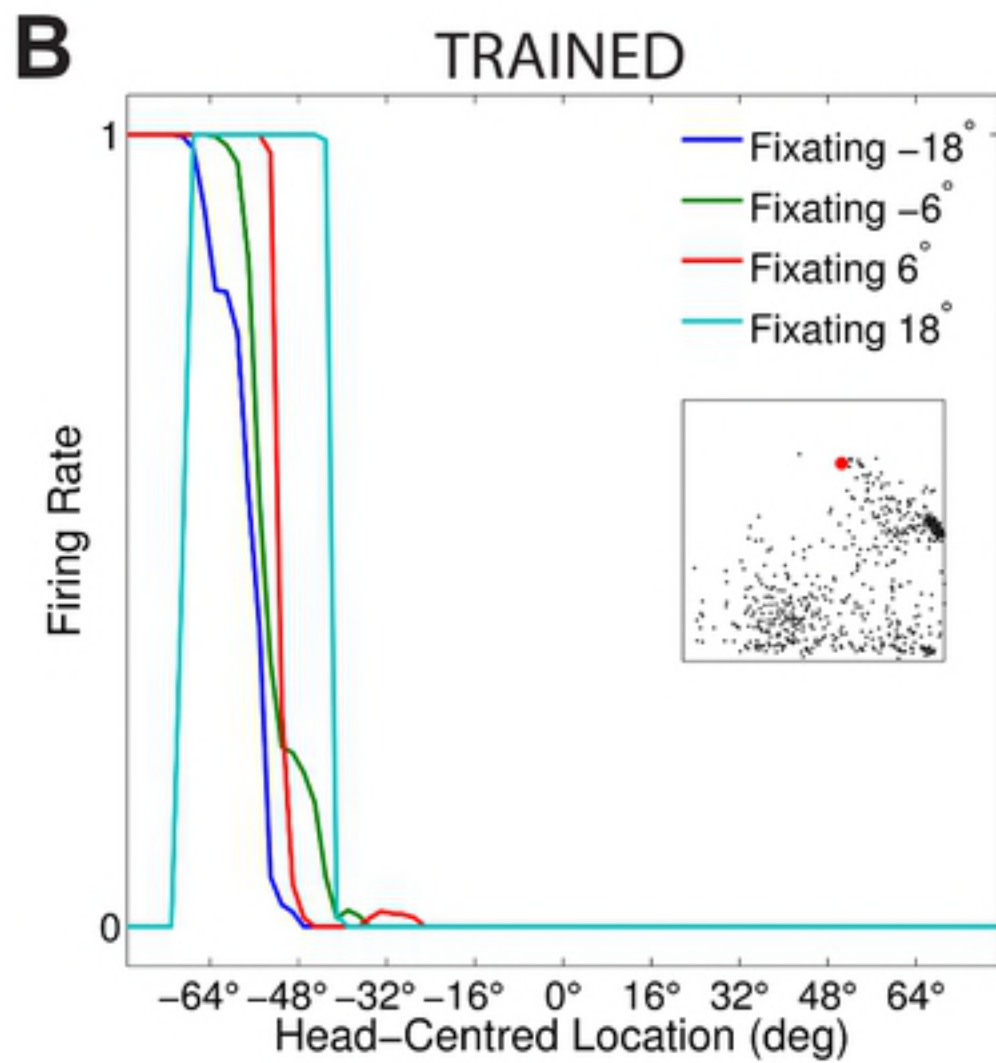 B
TRAINED
1
Fixating −18°
Fixating −6°
Fixating 6°
Fixating 18°
Firing Rate
0
−64° −48° −32° −16° 0° 16° 32° 48° 64°
Head−Centred Location (deg)